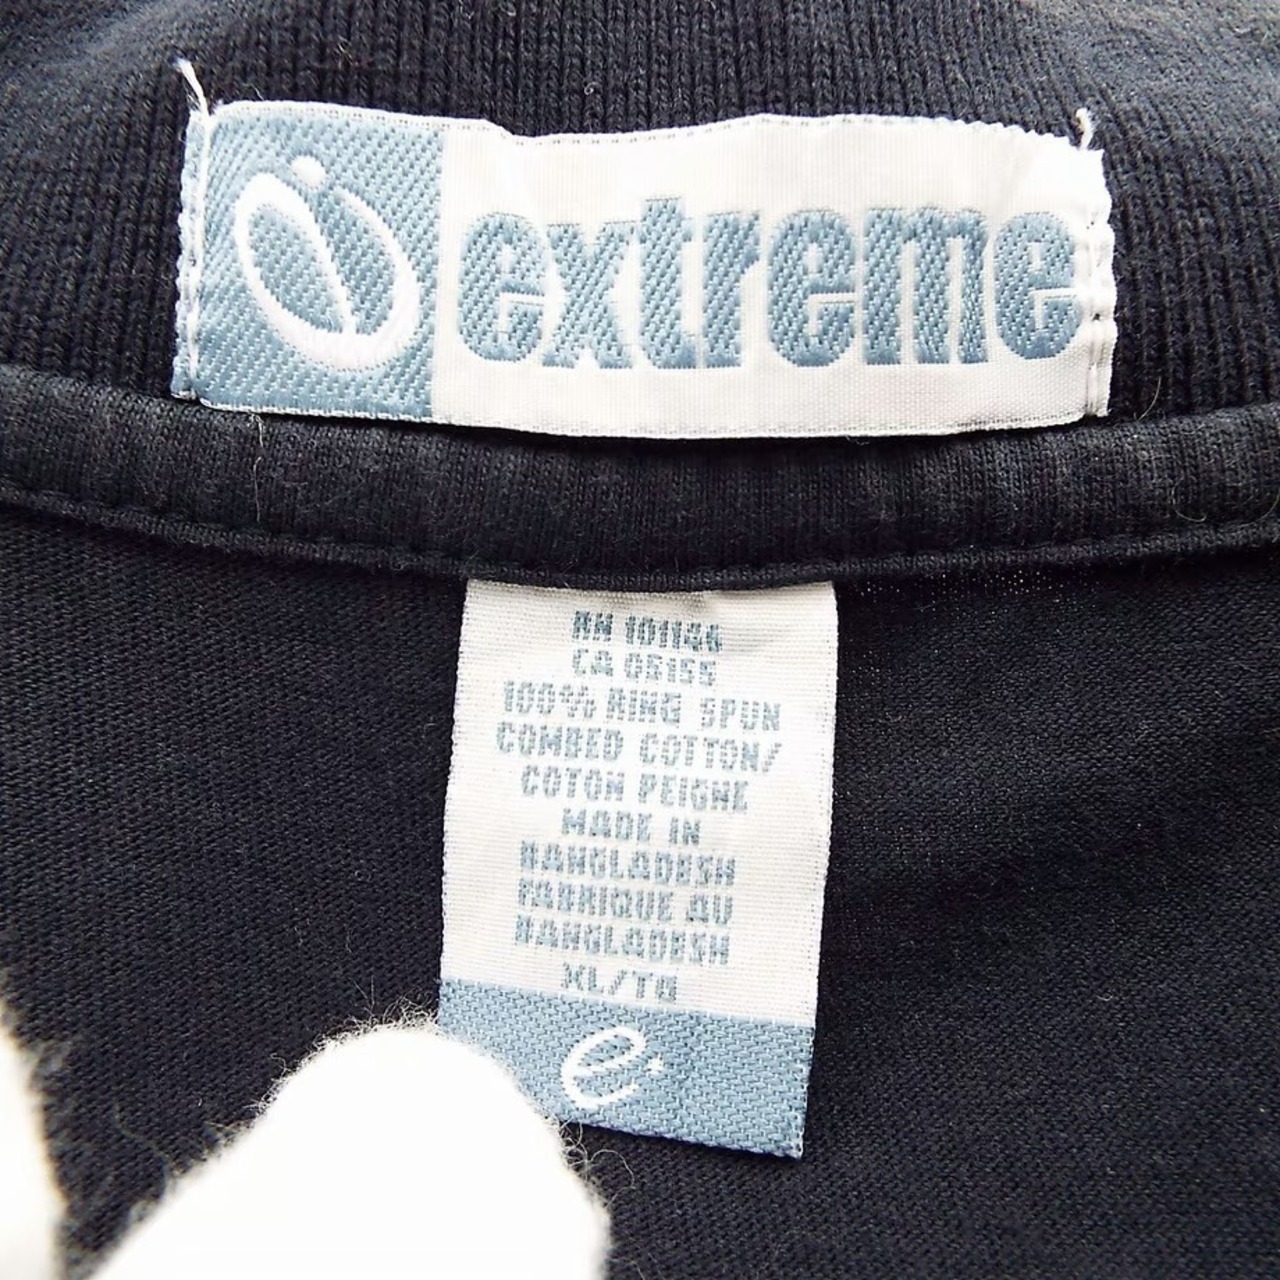 extreme
RN 101146
CA 05155
100% RING SPUN
COMBED COTTON/
COTON PEIGNE
MADE IN
BANGLADESH
FABRIQUE AU
BANGLADESH
XL/TG
e